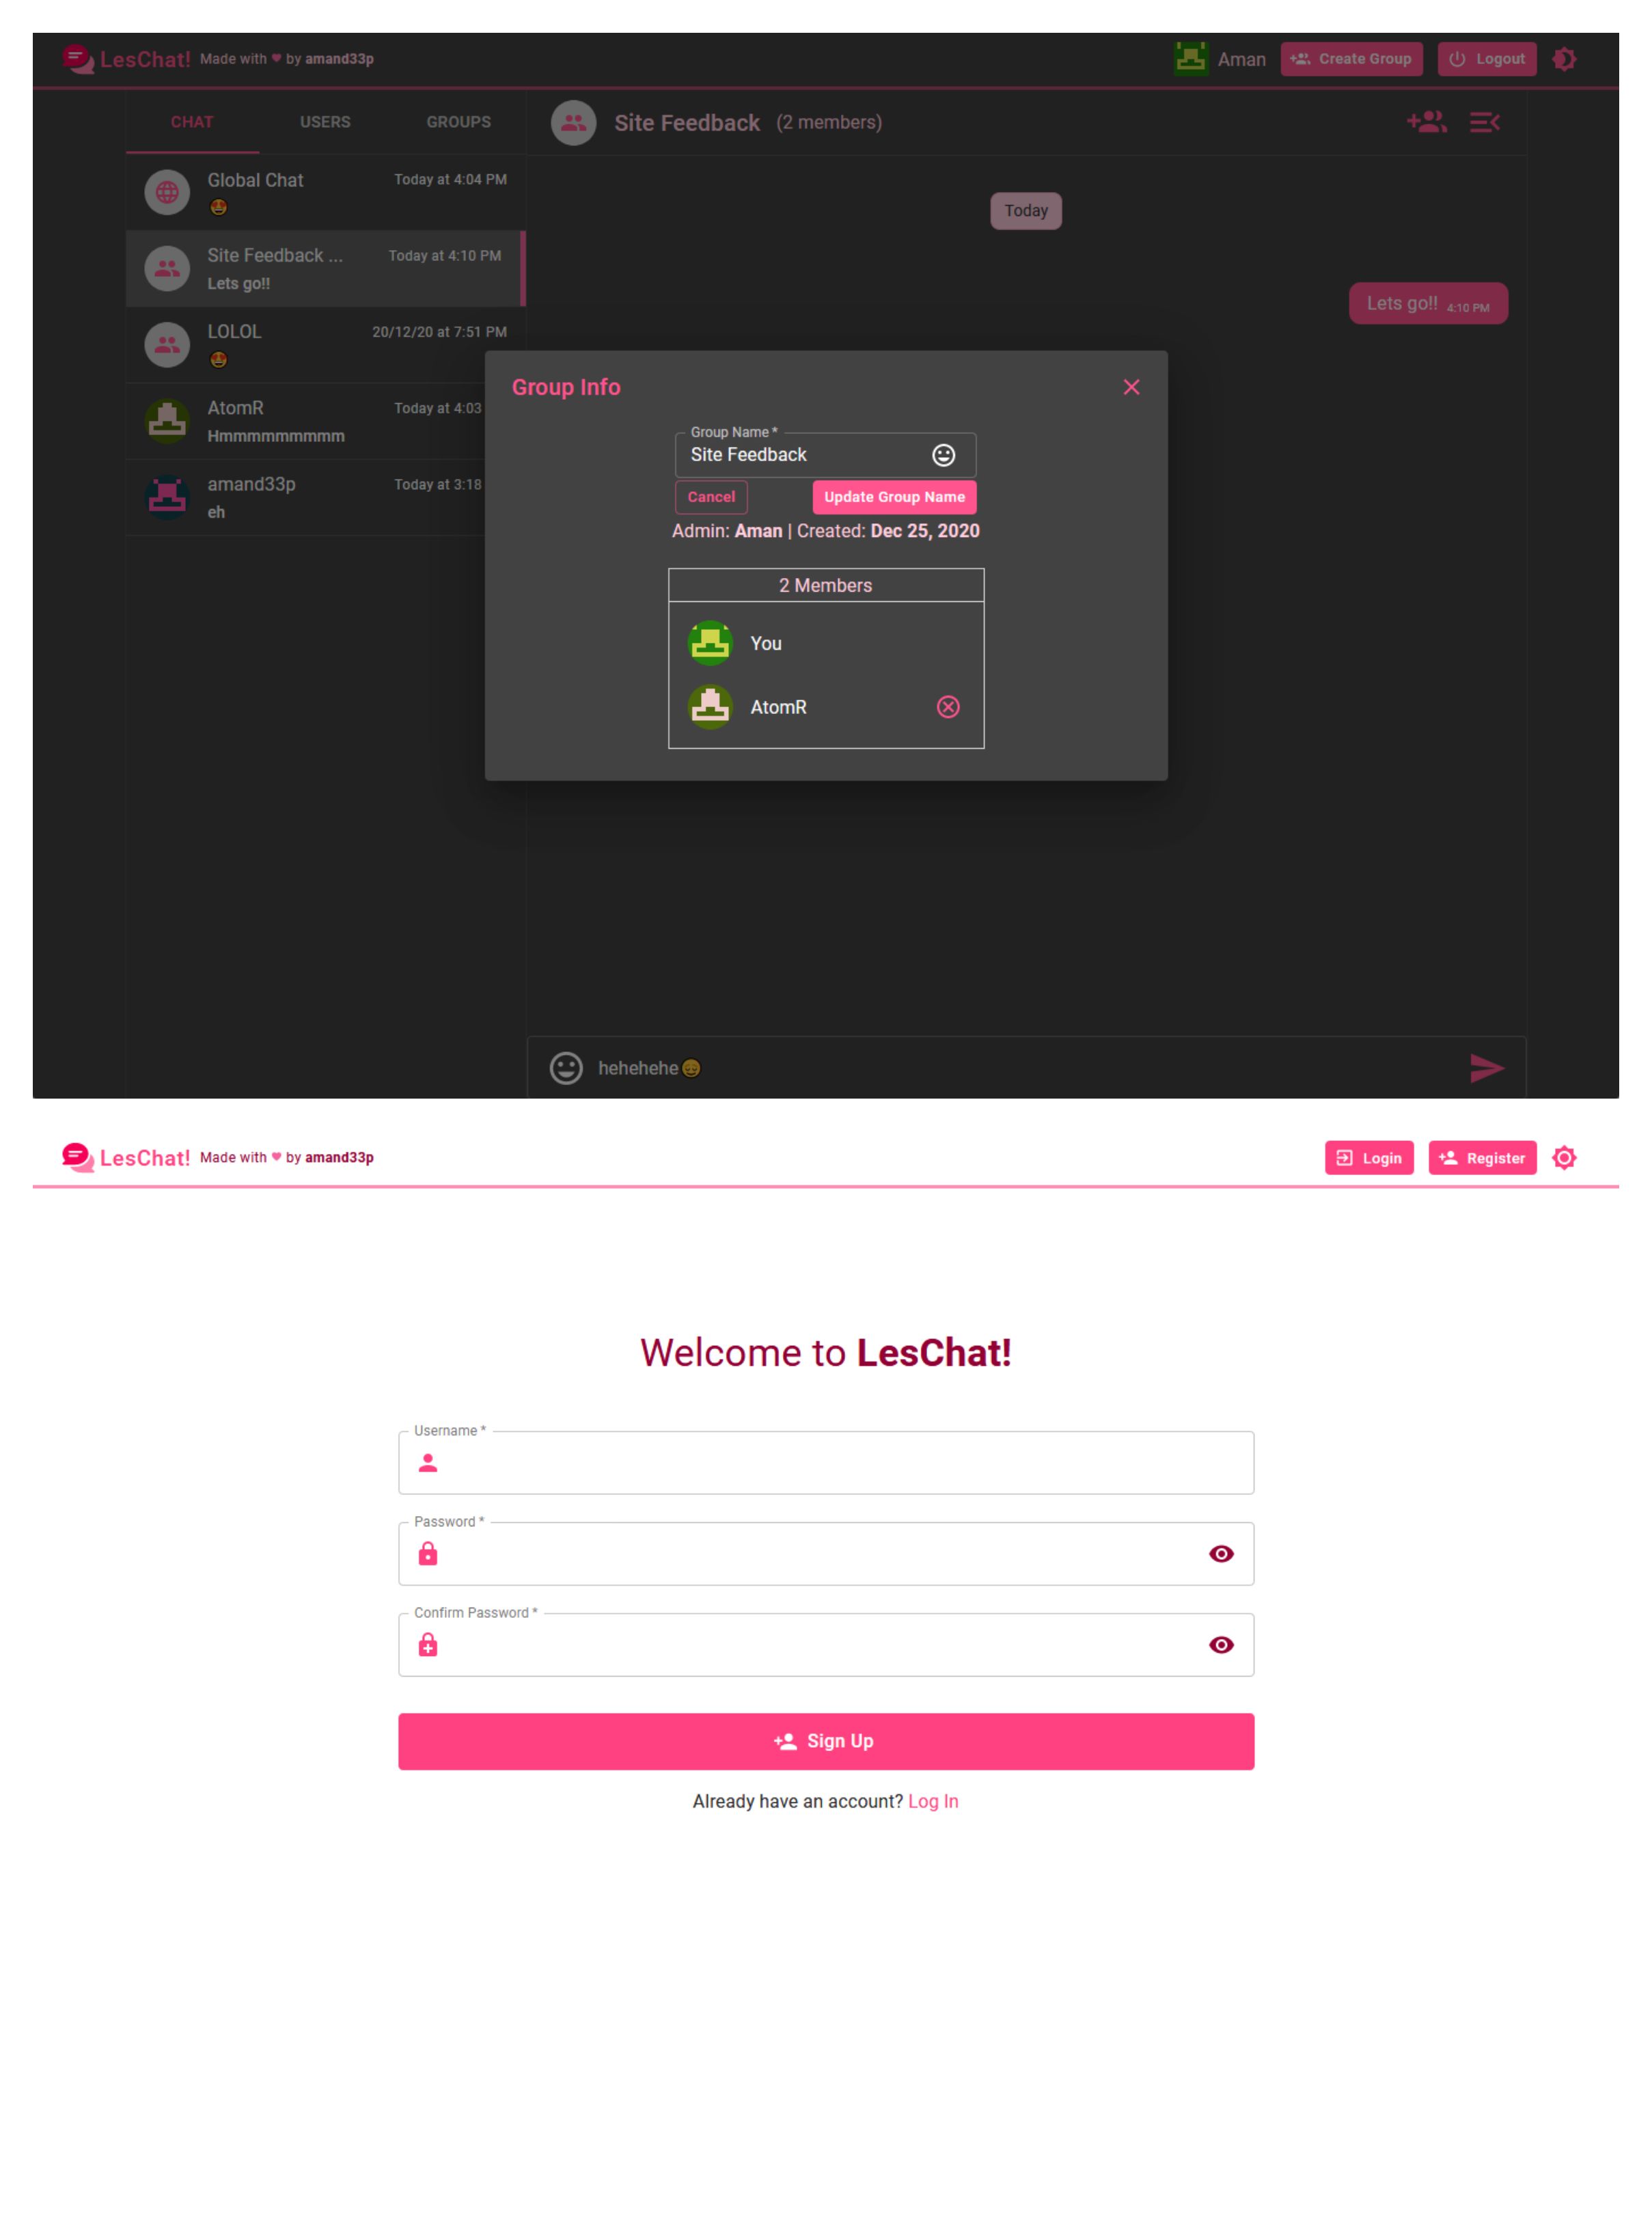 LesChat! Made with ♥ by amand33p
Aman Create Group Logout
CHAT USERS GROUPS
Site Feedback (2 members)
Global Chat Today at 4:04 PM
🤩
Site Feedback ... Today at 4:10 PM
Lets go!!
LOLOL 20/12/20 at 7:51 PM
🤩
AtomR Today at 4:03
Hmmmmmmmmm
amand33p Today at 3:18
eh
Today
Lets go!! 4:10 PM
Group Info
Group Name *
Site Feedback
Cancel Update Group Name
Admin: Aman | Created: Dec 25, 2020
2 Members
You
AtomR
hehehehe
LesChat! Made with ♥ by amand33p
Login Register
Welcome to LesChat!
Username *
Password *
Confirm Password *
Sign Up
Already have an account? Log In